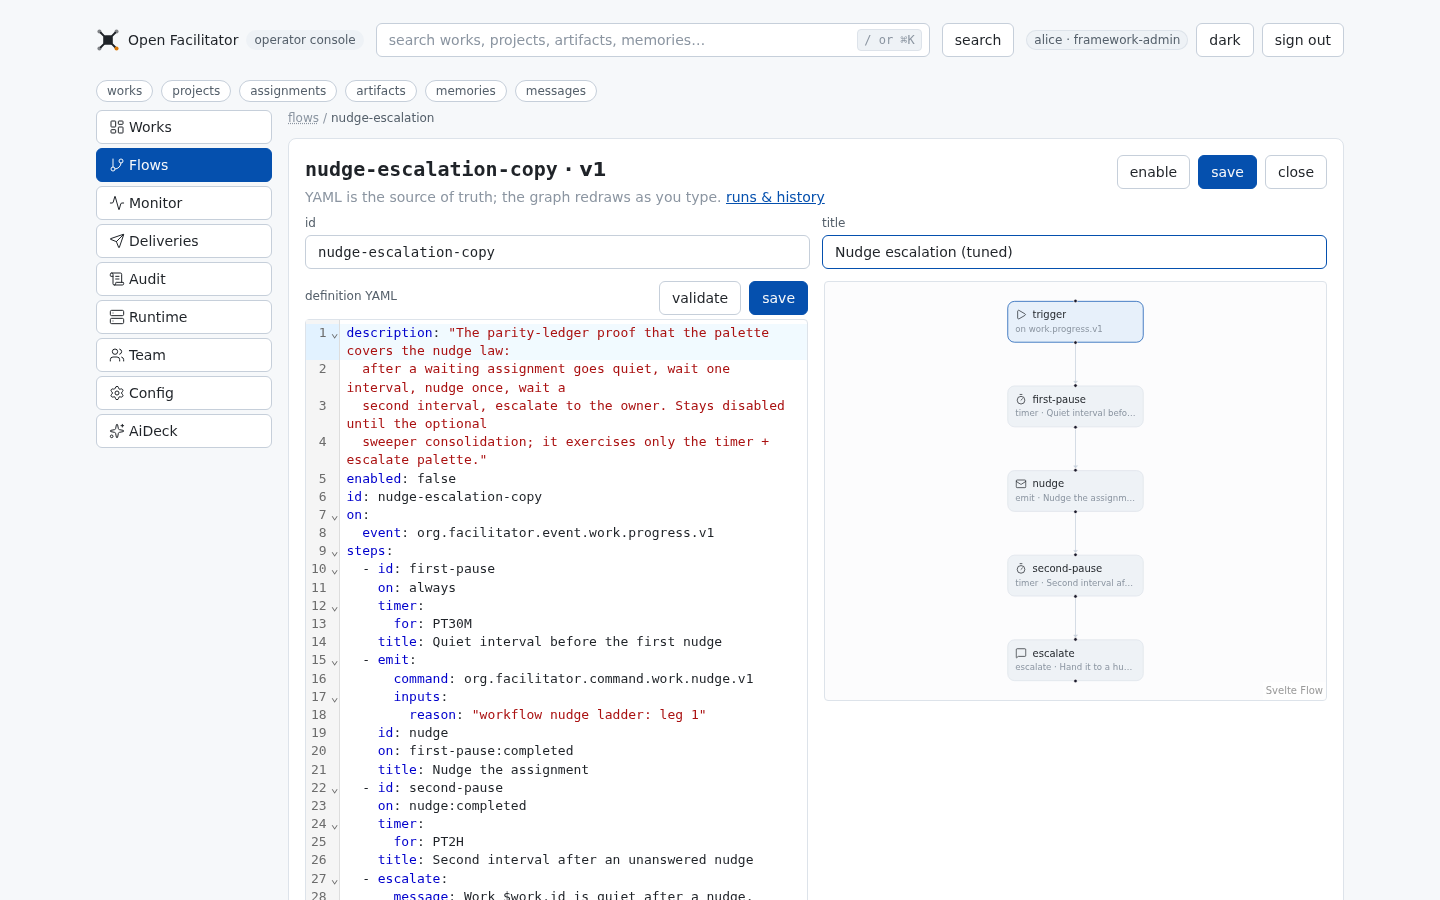 Open Facilitator operator console search works, projects, artifacts, memories… / or ⌘K search alice · framework-admin dark sign out
works projects assignments artifacts memories messages
Works
Flows
Monitor
Deliveries
Audit
Runtime
Team
Config
AiDeck
flows / nudge-escalation
nudge-escalation-copy · v1
enable save close
YAML is the source of truth; the graph redraws as you type. runs & history
id
nudge-escalation-copy
title
Nudge escalation (tuned)
definition YAML validate save
1 description: "The parity-ledger proof that the palette
covers the nudge law:
2 after a waiting assignment goes quiet, wait one
interval, nudge once, wait a
3 second interval, escalate to the owner. Stays disabled
until the optional
4 sweeper consolidation; it exercises only the timer +
escalate palette."
5 enabled: false
6 id: nudge-escalation-copy
7 on:
8 event: org.facilitator.event.work.progress.v1
9 steps:
10 - id: first-pause
11 on: always
12 timer:
13 for: PT30M
14 title: Quiet interval before the first nudge
15 - emit:
16 command: org.facilitator.command.work.nudge.v1
17 inputs:
18 reason: "workflow nudge ladder: leg 1"
19 id: nudge
20 on: first-pause:completed
21 title: Nudge the assignment
22 - id: second-pause
23 on: nudge:completed
24 timer:
25 for: PT2H
26 title: Second interval after an unanswered nudge
27 - escalate:
28 message: Work $work.id is quiet after a nudge.
trigger
on work.progress.v1
first-pause
timer · Quiet interval befo…
nudge
emit · Nudge the assignm…
second-pause
timer · Second interval af…
escalate
escalate · Hand it to a hu…
Svelte Flow